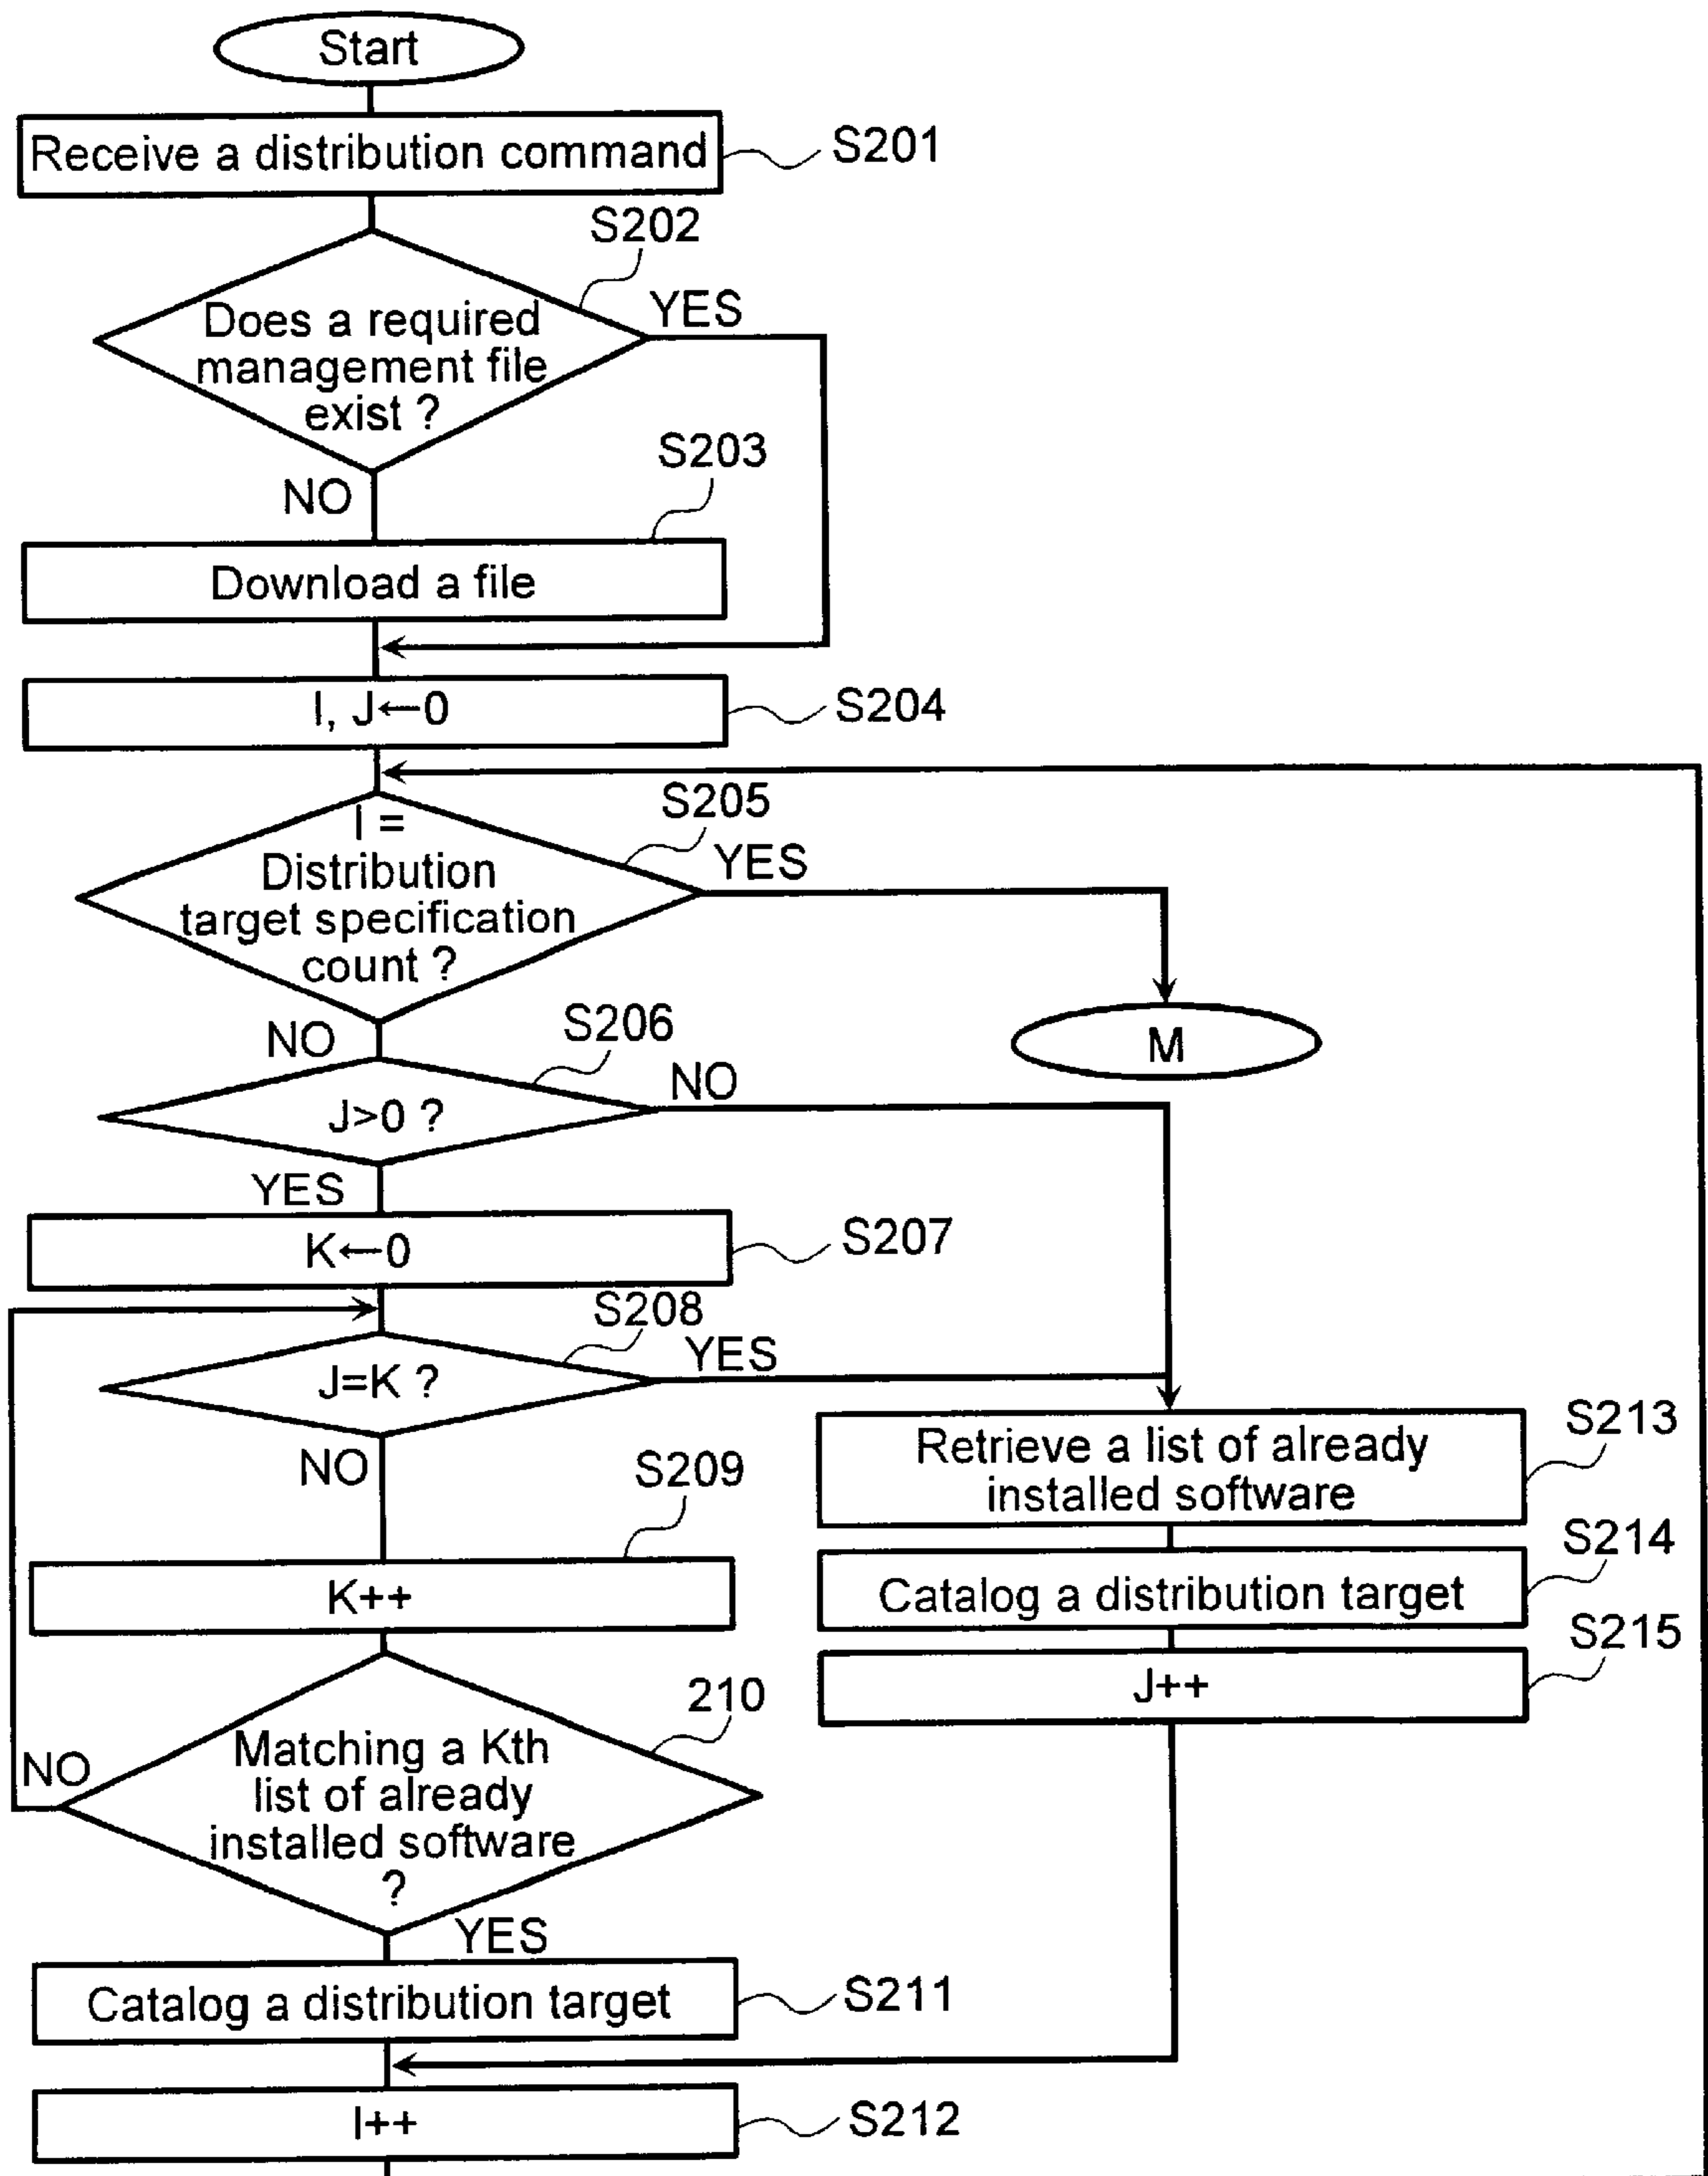 Start
Receive a distribution command
S201
S202
Does a required
management file
exist ?
YES
NO
S203
Download a file
I, J←0
S204
S205
I =
Distribution
target specification
count ?
YES
M
NO
S206
J>0 ?
NO
YES
K←0
S207
S208
J=K ?
YES
NO
S209
K++
210
Matching a Kth
list of already
installed software
?
NO
YES
Catalog a distribution target
S211
I++
S212
Retrieve a list of already
installed software
S213
Catalog a distribution target
S214
J++
S215